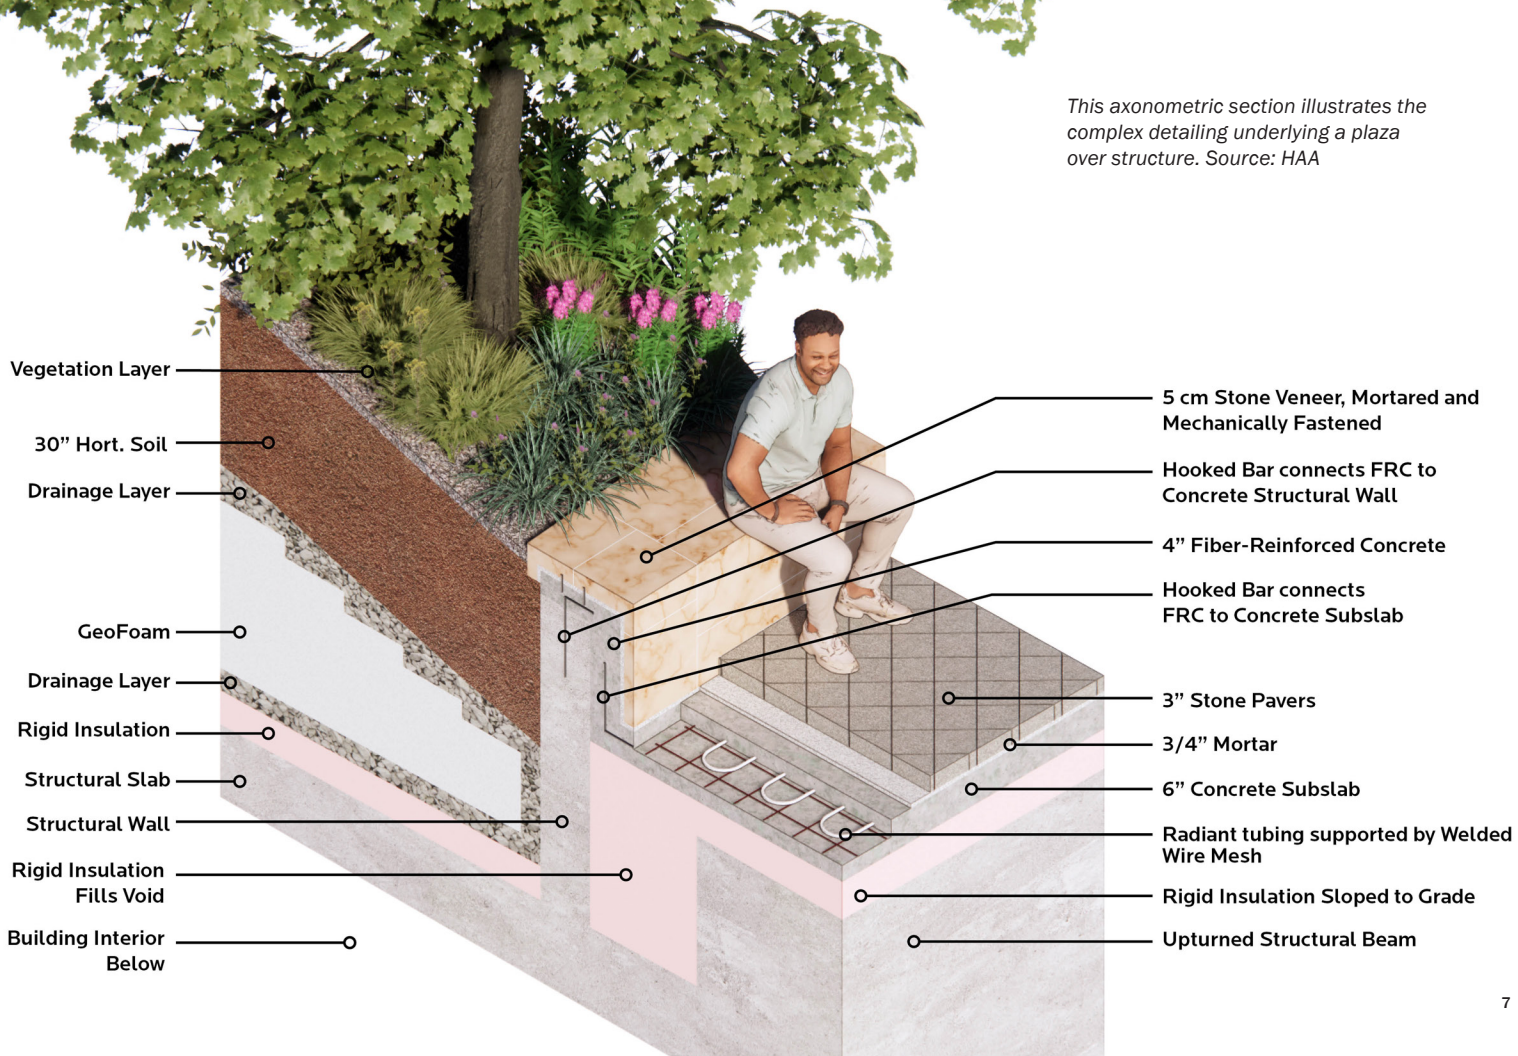 This axonometric section illustrates the
complex detailing underlying a plaza
over structure. Source: HAA
Vegetation Layer
30” Hort. Soil
Drainage Layer
GeoFoam
Drainage Layer
Rigid Insulation
Structural Slab
Structural Wall
Rigid Insulation
Fills Void
Building Interior
Below
5 cm Stone Veneer, Mortared and
Mechanically Fastened
Hooked Bar connects FRC to
Concrete Structural Wall
4” Fiber-Reinforced Concrete
Hooked Bar connects
FRC to Concrete Subslab
3” Stone Pavers
3/4” Mortar
6” Concrete Subslab
Radiant tubing supported by Welded
Wire Mesh
Rigid Insulation Sloped to Grade
Upturned Structural Beam
7